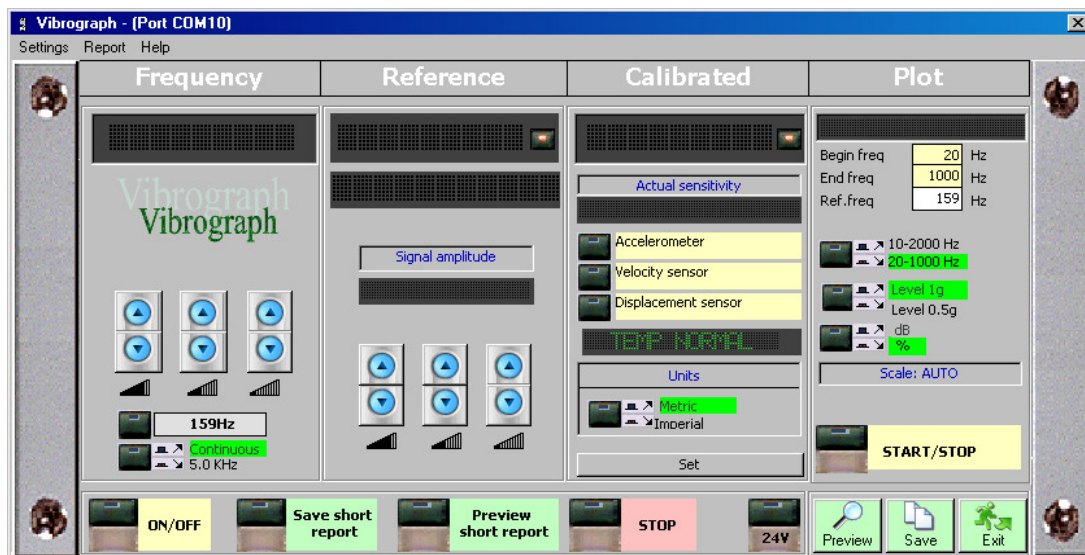 Vibrograph - (Port COM10)
Settings Report Help
Frequency
Reference
Calibrated
Plot
Vibrograph
Vibrograph
159Hz
Continuous
5.0 KHz
Signal amplitude
Actual sensitivity
Accelerometer
Velocity sensor
Displacement sensor
TEMP NORMAL
Units
Metric
Imperial
Set
Begin freq 20 Hz
End freq 1000 Hz
Ref.freq 159 Hz
10-2000 Hz
20-1000 Hz
Level 1g
Level 0.5g
dB
%
Scale: AUTO
START/STOP
ON/OFF
Save short
report
Preview
short report
STOP
24V
Preview
Save
Exit